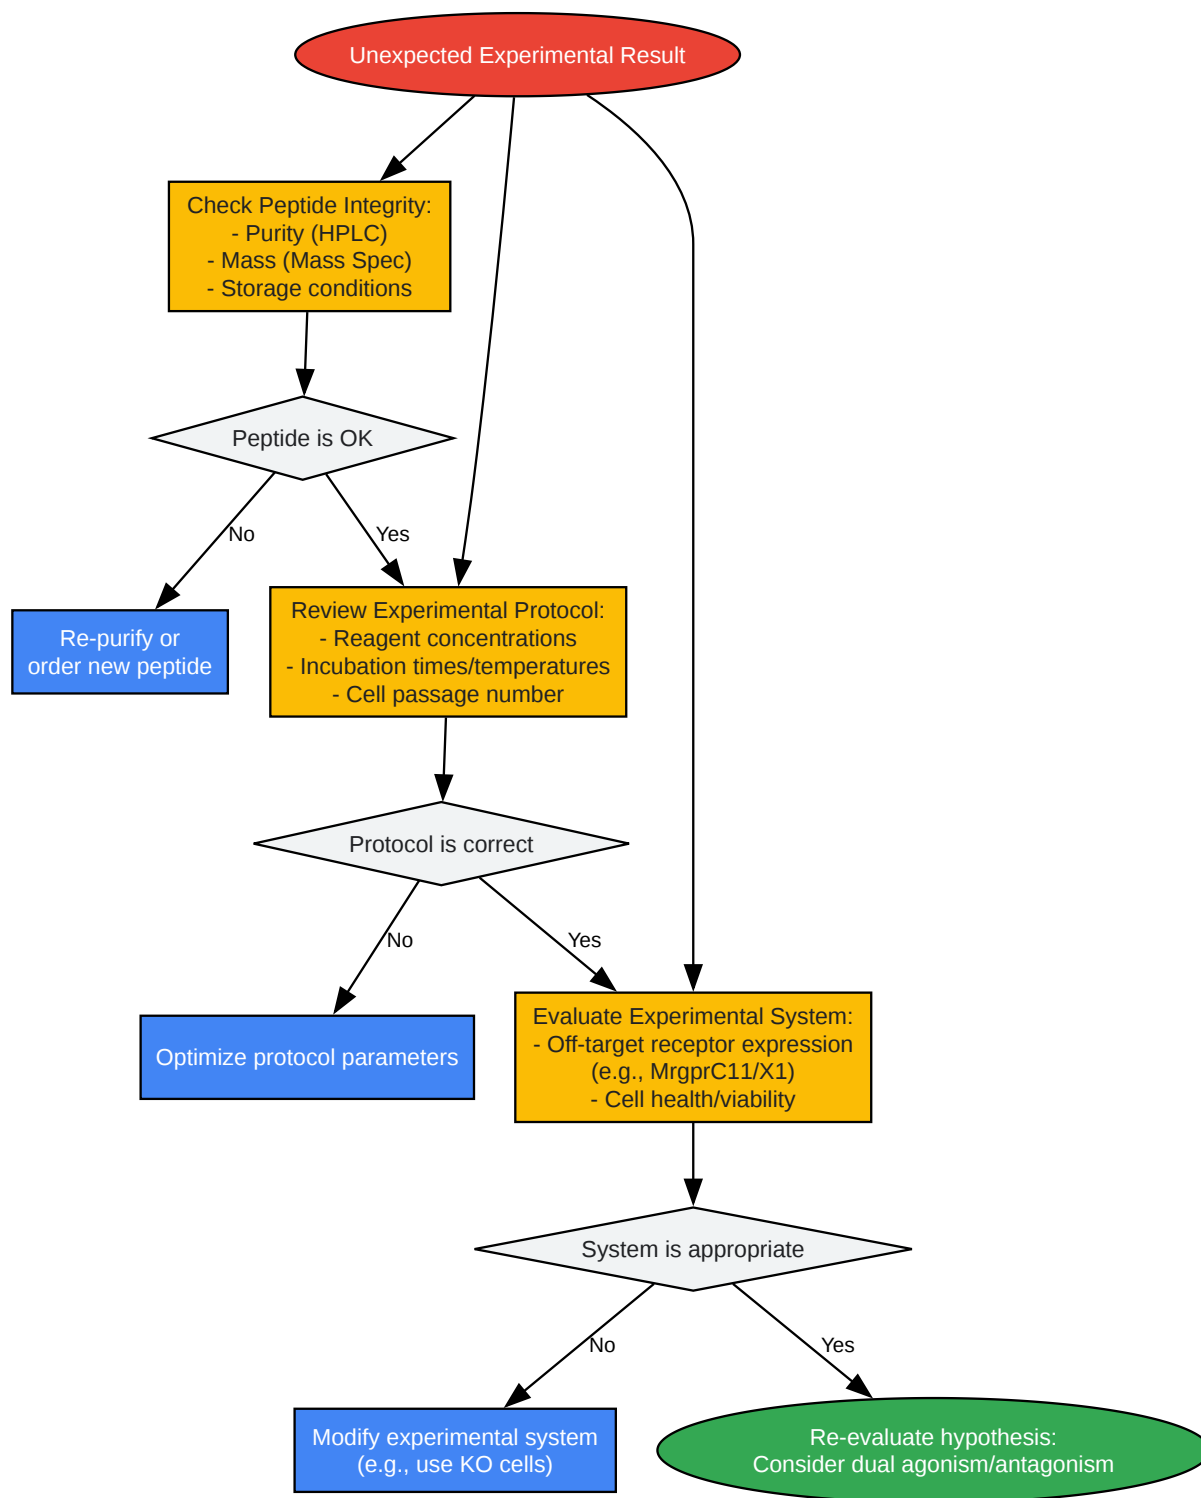 Unexpected Experimental Result
Check Peptide Integrity:
- Purity (HPLC)
- Mass (Mass Spec)
- Storage conditions
Peptide is OK
No
Yes
Re-purify or
order new peptide
Review Experimental Protocol:
- Reagent concentrations
- Incubation times/temperatures
- Cell passage number
Protocol is correct
No
Yes
Optimize protocol parameters
Evaluate Experimental System:
- Off-target receptor expression
(e.g., MrgprC11/X1)
- Cell health/viability
System is appropriate
No
Yes
Modify experimental system
(e.g., use KO cells)
Re-evaluate hypothesis:
Consider dual agonism/antagonism